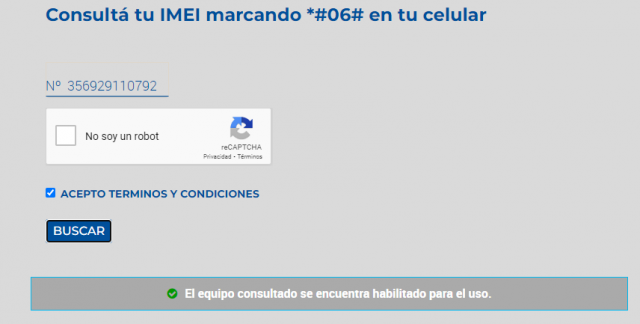 Consultá tu IMEI marcando *#06# en tu celular
Nº 356929110792
No soy un robot
reCAPTCHA
Privacidad • Términos
ACEPTO TERMINOS Y CONDICIONES
BUSCAR
El equipo consultado se encuentra habilitado para el uso.